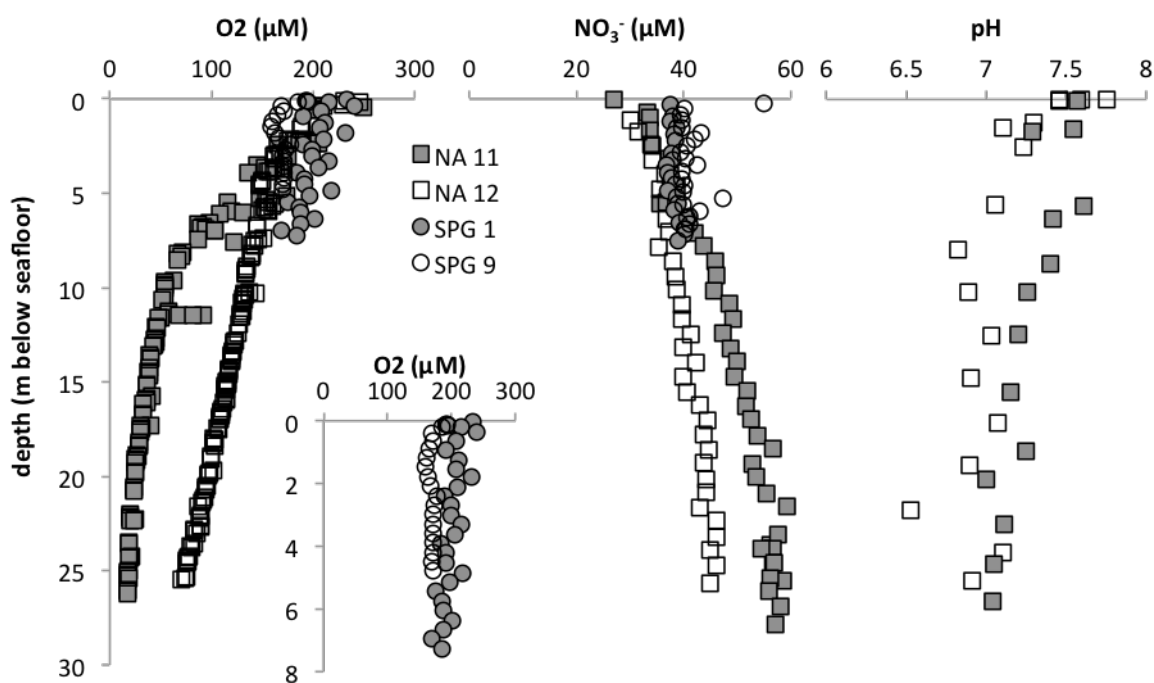 O2 (μM) NO₃⁻ (μM) pH
0 100 200 300 0 20 40 60 6 6.5 7 7.5 8
0
5
10
15
20
25
30
depth (m below seafloor)
NA 11
NA 12
SPG 1
SPG 9
O2 (μM)
0 100 200 300
0
2
4
6
8